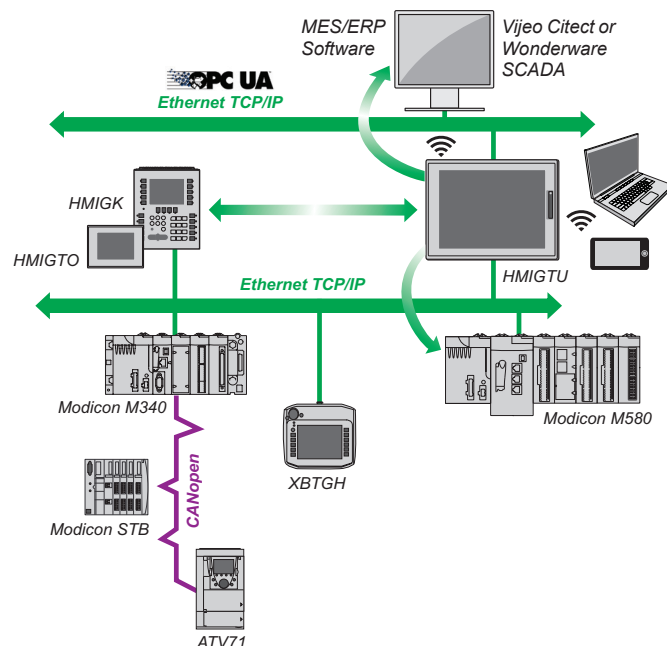 MES/ERP
Software
Vijeo Citect or
Wonderware
SCADA
OPC UA
Ethernet TCP/IP
HMIGK
HMIGTO
HMIGTU
Ethernet TCP/IP
Modicon M340
Modicon M580
XBTGH
CANopen
Modicon STB
ATV71